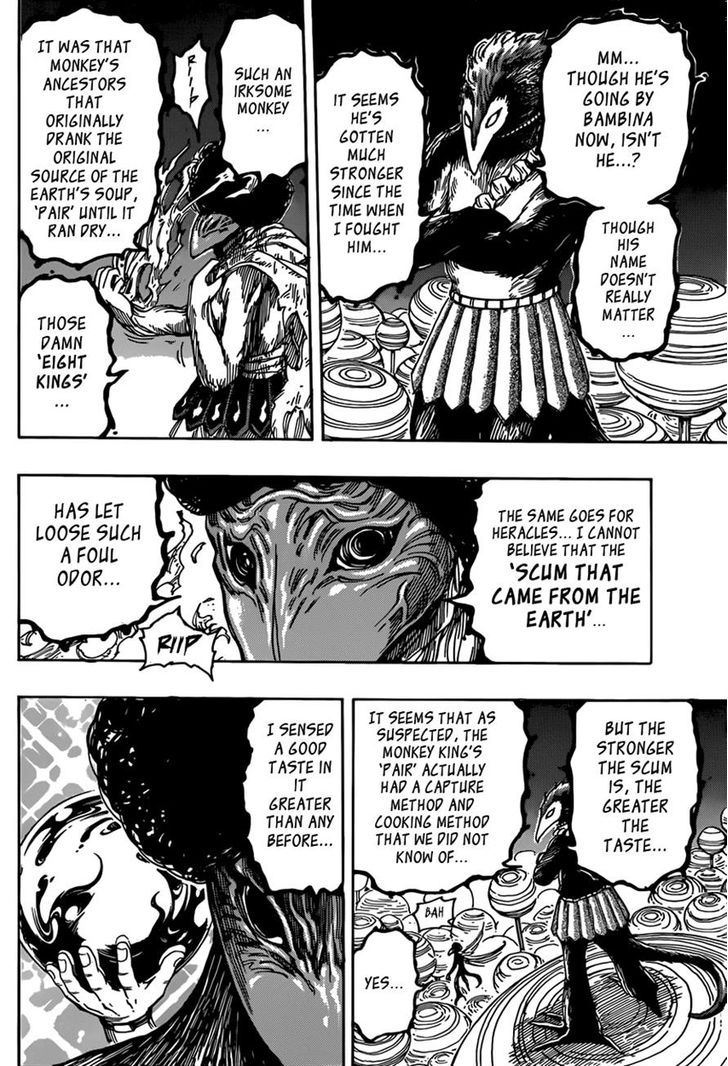 MM...
THOUGH HE'S
GOING BY
BAMBINA
NOW, ISN'T
HE...?
THOUGH
HIS
NAME
DOESN'T
REALLY
MATTER
...
IT SEEMS
HE'S
GOTTEN
MUCH
STRONGER
SINCE THE
TIME WHEN
I FOUGHT
HIM...
SUCH AN
IRKSOME
MONKEY
...
RIIP
IT WAS THAT
MONKEY'S
ANCESTORS
THAT
ORIGINALLY
DRANK THE
ORIGINAL
SOURCE OF THE
EARTH'S SOUP,
'PAIR' UNTIL IT
RAN DRY...
THOSE
DAMN
'EIGHT
KINGS'
...
THE SAME GOES FOR
HERACLES... I CANNOT
BELIEVE THAT THE
'SCUM THAT
CAME FROM THE
EARTH'...
RIIP
HAS LET
LOOSE SUCH
A FOUL
ODOR...
BUT THE
STRONGER
THE SCUM
IS, THE
GREATER
THE
TASTE...
IT SEEMS THAT AS
SUSPECTED, THE
MONKEY KING'S
'PAIR' ACTUALLY
HAD A CAPTURE
METHOD AND
COOKING METHOD
THAT WE DID NOT
KNOW OF...
BAH
YES...
I SENSED
A GOOD
TASTE IN
IT
GREATER
THAN ANY
BEFORE...